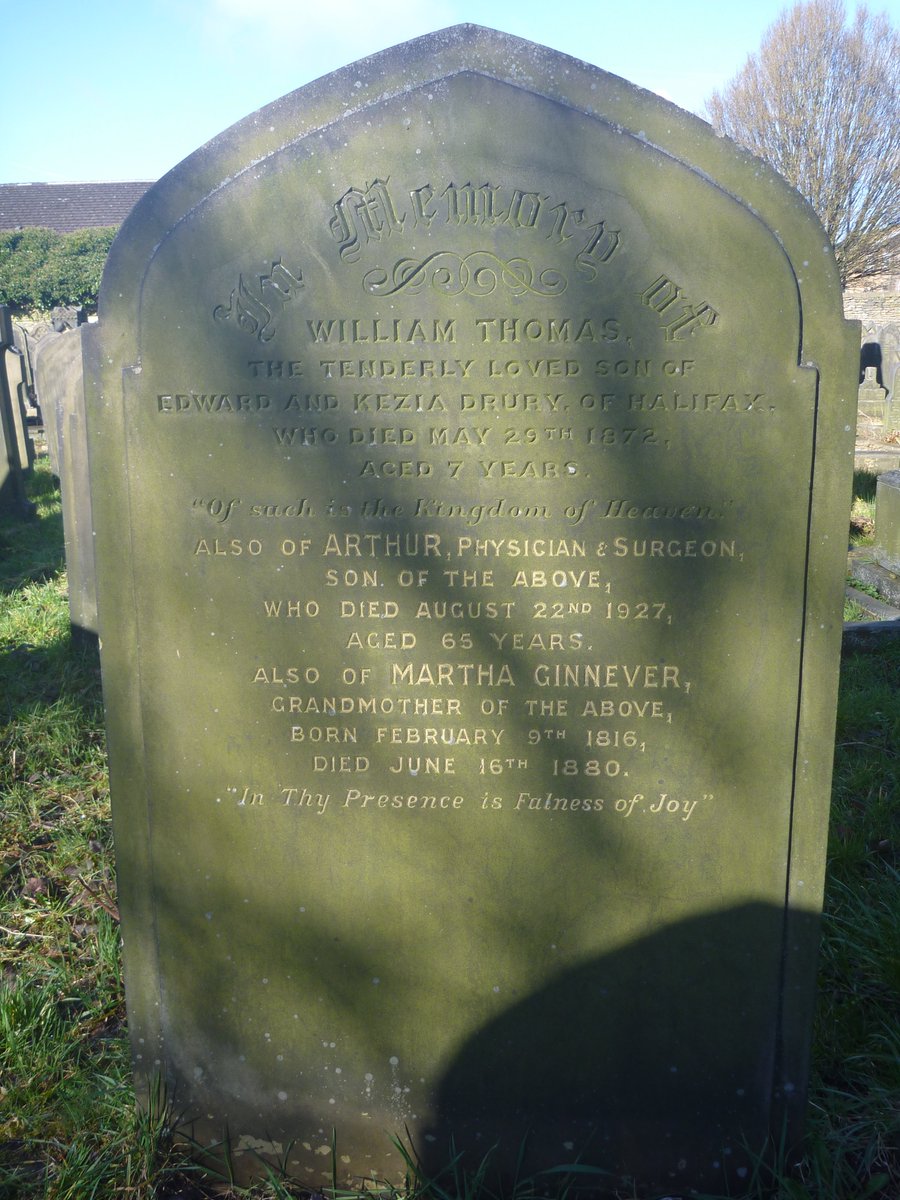 In Memory of
WILLIAM THOMAS,
THE TENDERLY LOVED SON OF
EDWARD AND KEZIA DRURY, OF HALIFAX,
WHO DIED MAY 29TH 1872,
AGED 7 YEARS.
"Of such is the Kingdom of Heaven."
ALSO OF ARTHUR, PHYSICIAN & SURGEON,
SON OF THE ABOVE,
WHO DIED AUGUST 22ND 1927,
AGED 65 YEARS.
ALSO OF MARTHA GINNEVER,
GRANDMOTHER OF THE ABOVE,
BORN FEBRUARY 9TH 1816,
DIED JUNE 16TH 1880.
"In Thy Presence is Falness of Joy"